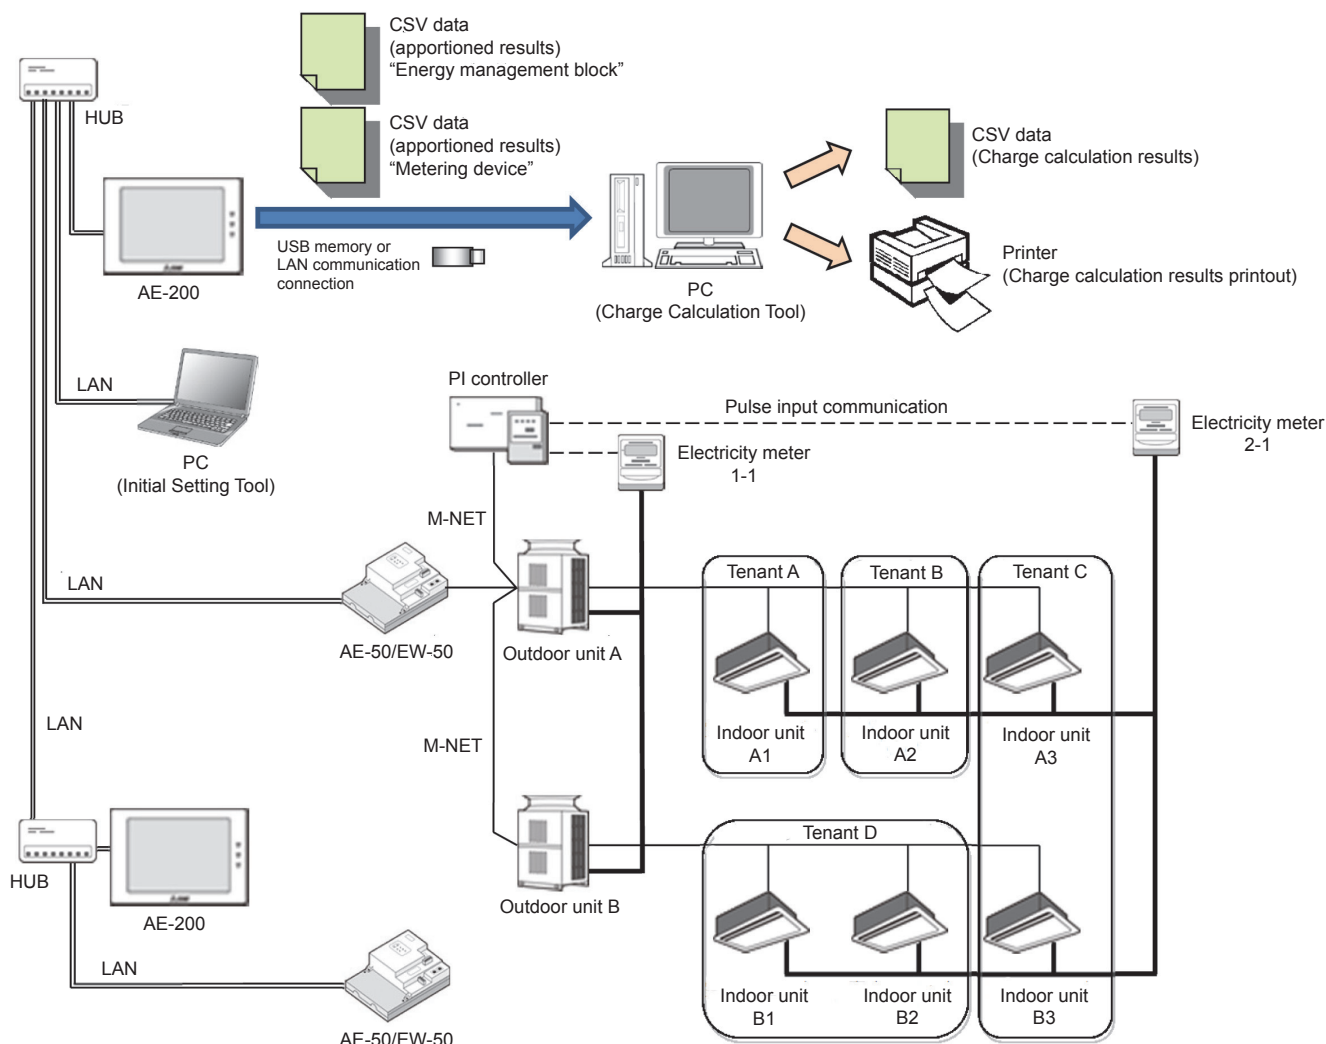 CSV data
(apportioned results)
“Energy management block”
HUB
CSV data
(apportioned results)
“Metering device”
CSV data
(Charge calculation results)
USB memory or
LAN communication
connection
AE-200
PC
(Charge Calculation Tool)
Printer
(Charge calculation results printout)
LAN
PC
(Initial Setting Tool)
PI controller
Pulse input communication
Electricity meter
1-1
Electricity meter
2-1
M-NET
LAN
AE-50/EW-50
Outdoor unit A
Tenant A
Tenant B
Tenant C
Indoor unit
A1
Indoor unit
A2
Indoor unit
A3
LAN
M-NET
HUB
AE-200
Outdoor unit B
Tenant D
Indoor unit
B1
Indoor unit
B2
Indoor unit
B3
LAN
AE-50/EW-50